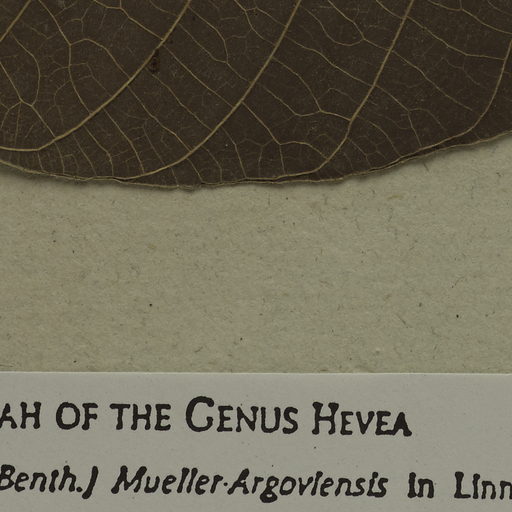 AH OF THE GENUS HEVEA
Benth.) Mueller-Argoviensis in Linn